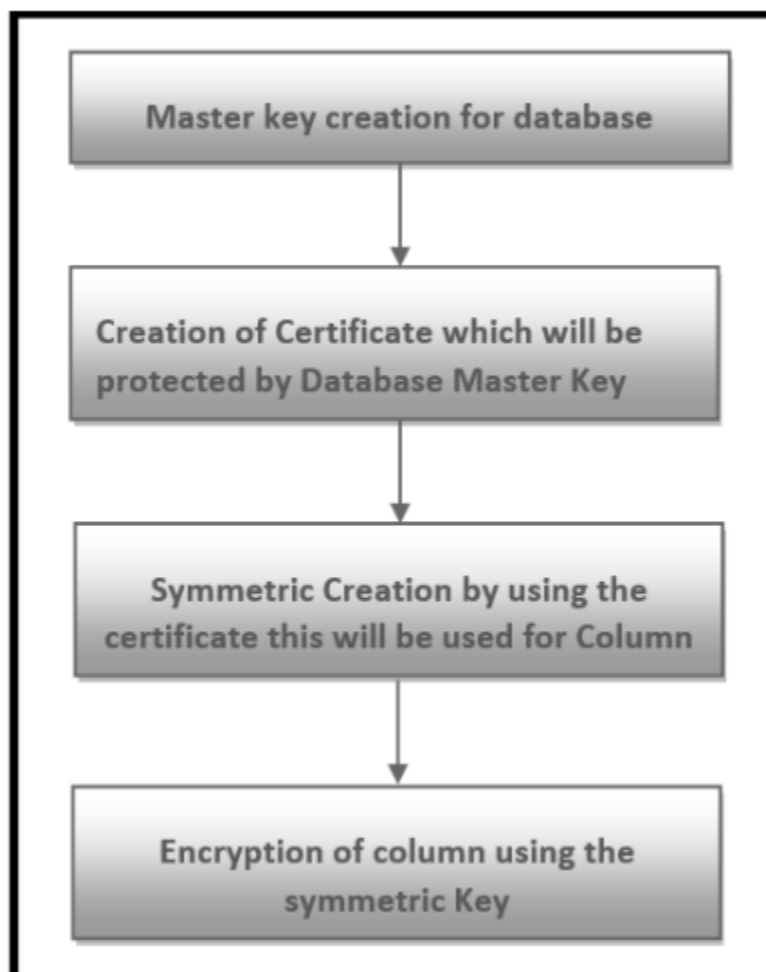 Master key creation for database
Creation of Certificate which will be
protected by Database Master Key
Symmetric Creation by using the
certificate this will be used for Column
Encryption of column using the
symmetric Key